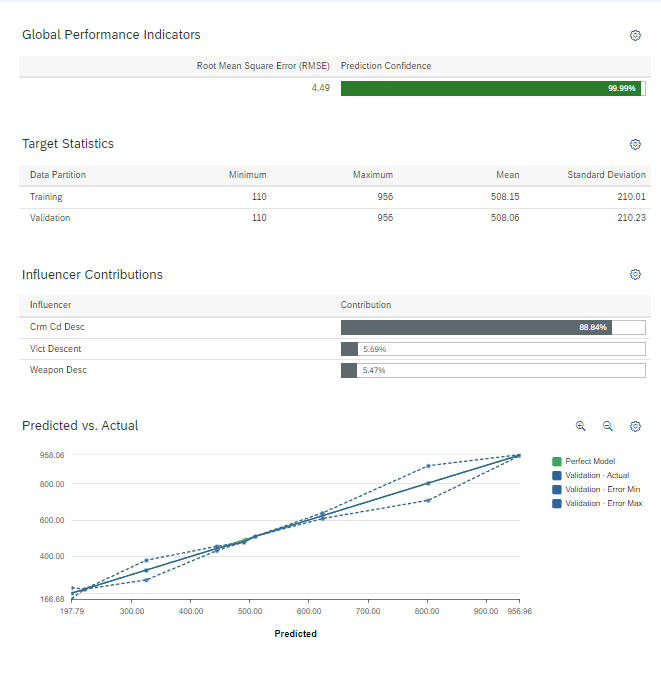 Global Performance Indicators
Root Mean Square Error (RMSE) Prediction Confidence
4.49 99.99%
Target Statistics
Data Partition Minimum Maximum Mean Standard Deviation
Training 110 956 508.15 210.01
Validation 110 956 508.06 210.23
Influencer Contributions
Influencer Contribution
Crm Cd Desc 88.84%
Vict Descent 5.69%
Weapon Desc 5.47%
Predicted vs. Actual
958.06
800.00
600.00
400.00
166.68
197.79 300.00 400.00 500.00 600.00 700.00 800.00 900.00 956.96
Predicted
Perfect Model
Validation - Actual
Validation - Error Min
Validation - Error Max